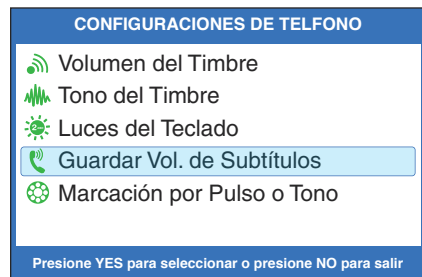 CONFIGURACIONES DE TELFONO
Volumen del Timbre
Tono del Timbre
Luces del Teclado
Guardar Vol. de Subtítulos
Marcación por Pulso o Tono
Presione YES para seleccionar o presione NO para salir